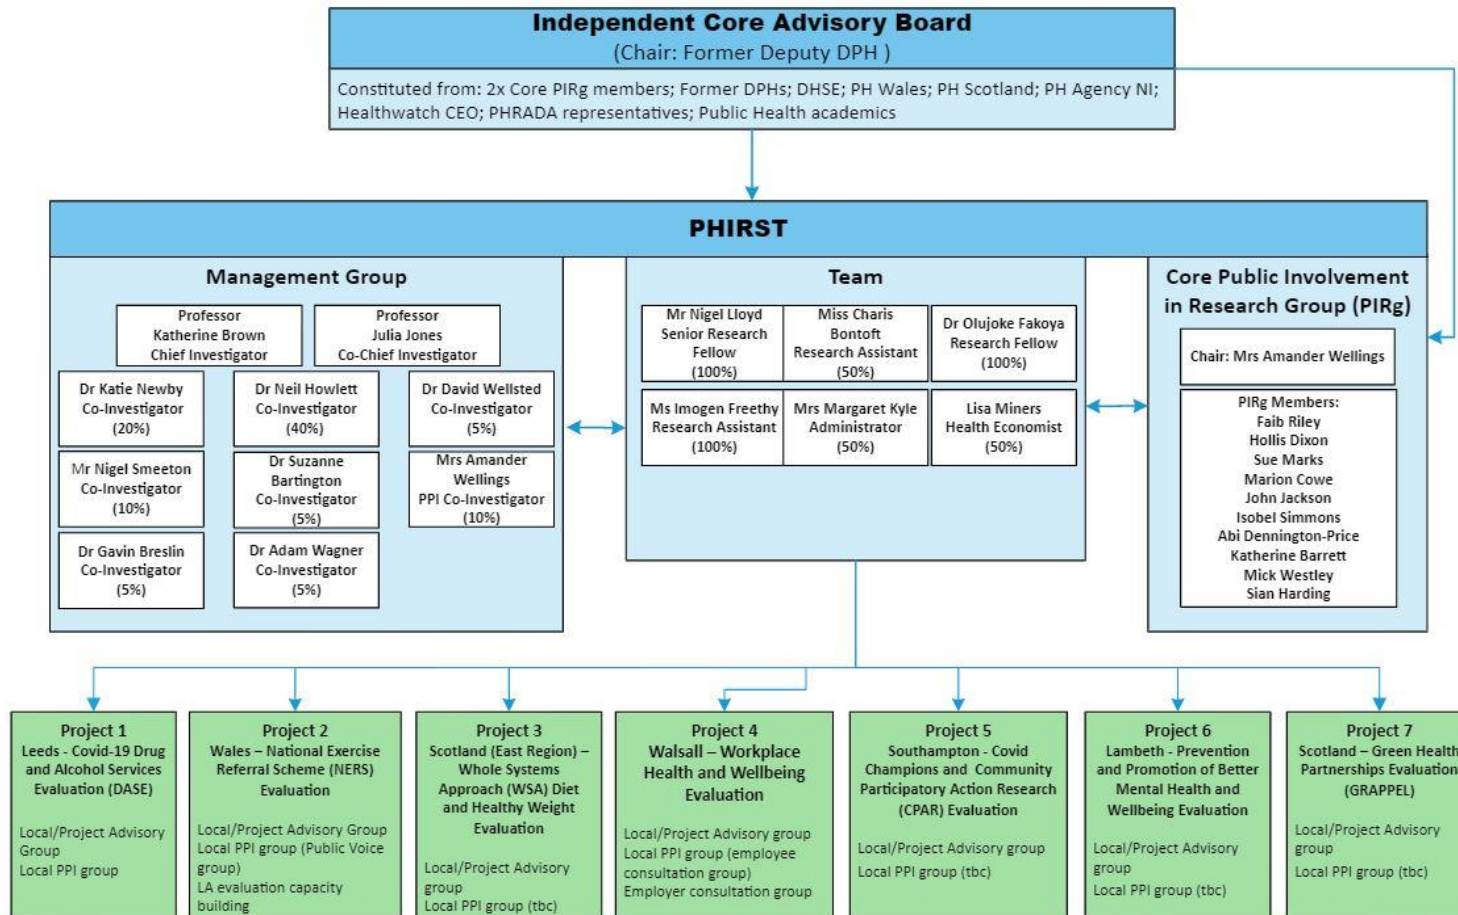 Independent Core Advisory Board
(Chair: Former Deputy DPH )
Constituted from: 2x Core PIRg members; Former DPHs; DHSE; PH Wales; PH Scotland; PH Agency NI;
Healthwatch CEO; PHRADA representatives; Public Health academics
PHIRST
Management Group
Professor
Katherine Brown
Chief Investigator
Professor
Julia Jones
Co-Chief Investigator
Dr Katie Newby
Co-Investigator
(20%)
Dr Neil Howlett
Co-Investigator
(40%)
Dr David Wellsted
Co-Investigator
(5%)
Mr Nigel Smeeton
Co-Investigator
(10%)
Dr Suzanne
Bartington
Co-Investigator
(5%)
Mrs Amander
Wellings
PPI Co-Investigator
(10%)
Dr Gavin Breslin
Co-Investigator
(5%)
Dr Adam Wagner
Co-Investigator
(5%)
Team
Mr Nigel Lloyd
Senior Research
Fellow
(100%)
Miss Charis
Bontoft
Research Assistant
(50%)
Dr Olujoke Fakoya
Research Fellow
(100%)
Ms Imogen Freethy
Research Assistant
(100%)
Mrs Margaret Kyle
Administrator
(50%)
Lisa Miners
Health Economist
(50%)
Core Public Involvement
in Research Group (PIRg)
Chair: Mrs Amander Wellings
PIRg Members:
Faib Riley
Hollis Dixon
Sue Marks
Marion Cowe
John Jackson
Isobel Simmons
Abi Dennington-Price
Katherine Barrett
Mick Westley
Sian Harding
Project 1
Leeds - Covid-19 Drug
and Alcohol Services
Evaluation (DASE)
Local/Project Advisory
Group
Local PPI group
Project 2
Wales – National Exercise
Referral Scheme (NERS)
Evaluation
Local/Project Advisory Group
Local PPI group (Public Voice
group)
LA evaluation capacity
building
Project 3
Scotland (East Region) –
Whole Systems
Approach (WSA) Diet
and Healthy Weight
Evaluation
Local/Project Advisory
group
Local PPI group (tbc)
Project 4
Walsall – Workplace
Health and Wellbeing
Evaluation
Local/Project Advisory group
Local PPI group (employee
consultation group)
Employer consultation group
Project 5
Southampton - Covid
Champions and Community
Participatory Action Research
(CPAR) Evaluation
Local/Project Advisory group
Local PPI group (tbc)
Project 6
Lambeth - Prevention
and Promotion of Better
Mental Health and
Wellbeing Evaluation
Local/Project Advisory
group
Local PPI group (tbc)
Project 7
Scotland – Green Health
Partnerships Evaluation
(GRAPPEL)
Local/Project Advisory
group
Local PPI group (tbc)